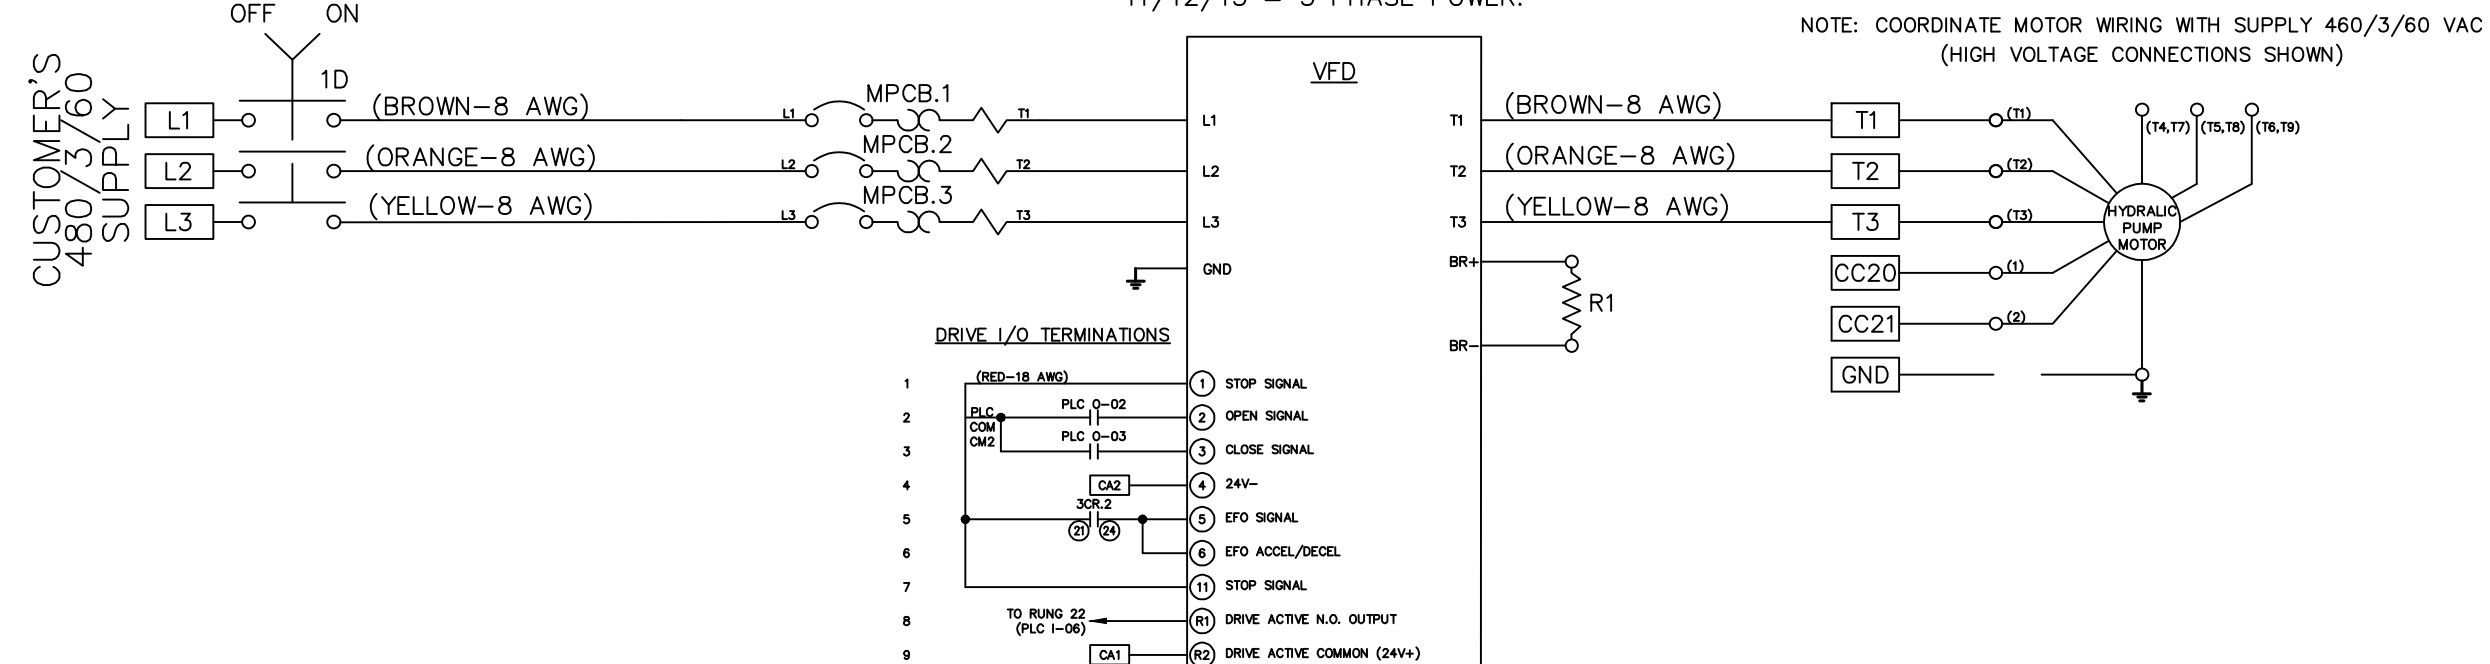 OFF ON
T1/T2/T3 – 3 PHASE POWER.
NOTE: COORDINATE MOTOR WIRING WITH SUPPLY 460/3/60 VAC
(HIGH VOLTAGE CONNECTIONS SHOWN)
CUSTOMER'S
480/3/60
SUPPLY
1D
L1
(BROWN–8 AWG)
L1
MPCB.1
T1
L2
(ORANGE–8 AWG)
L2
MPCB.2
T2
L3
(YELLOW–8 AWG)
L3
MPCB.3
T3
VFD
L1
L2
L3
GND
T1
T2
T3
BR+
BR–
(BROWN–8 AWG)
(ORANGE–8 AWG)
(YELLOW–8 AWG)
R1
T1
T2
T3
CC20
CC21
GND
(T1)
(T2)
(T3)
(1)
(2)
(T4,T7)
(T5,T8)
(T6,T9)
HYDRALIC
PUMP
MOTOR
DRIVE I/O TERMINATIONS
1
(RED–18 AWG)
1
STOP SIGNAL
2
PLC
COM
CM2
PLC O–02
2
OPEN SIGNAL
3
PLC O–03
3
CLOSE SIGNAL
4
CA2
4
24V–
5
3CR.2
21
24
5
EFO SIGNAL
6
6
EFO ACCEL/DECEL
7
11
STOP SIGNAL
8
TO RUNG 22
(PLC I–06)
R1
DRIVE ACTIVE N.O. OUTPUT
9
CA1
R2
DRIVE ACTIVE COMMON (24V+)